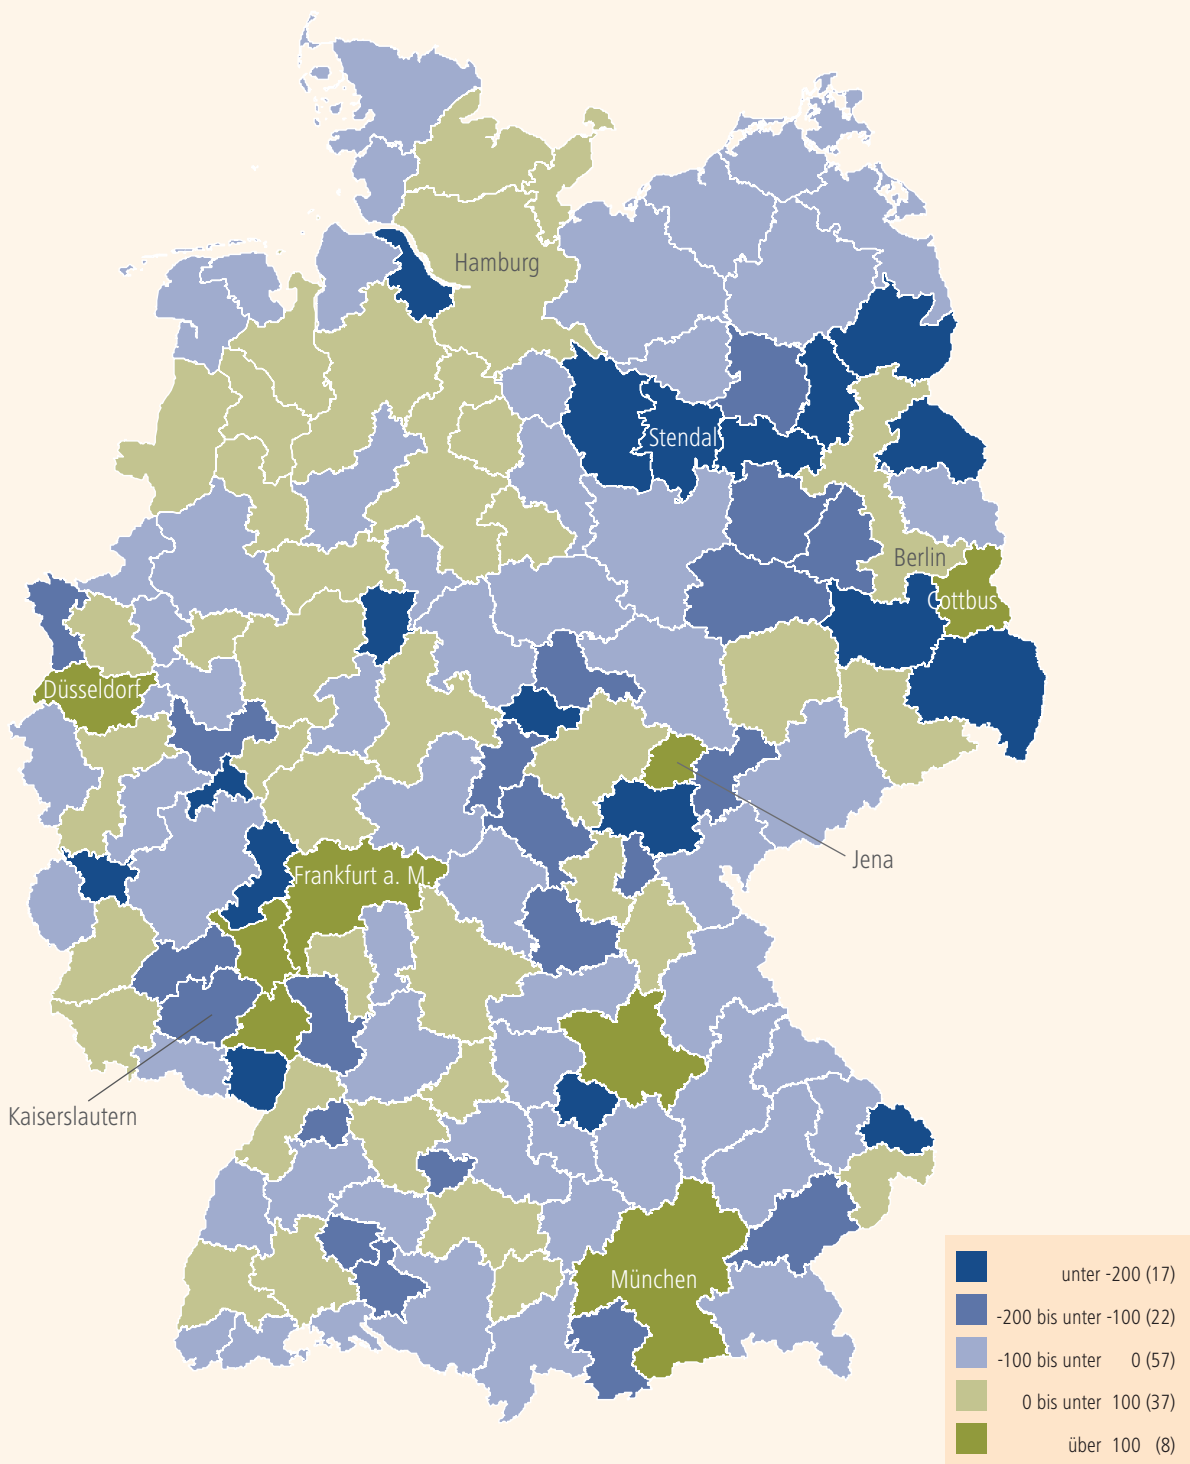 Hamburg
Stendal
Berlin
Cottbus
Düsseldorf
Jena
Frankfurt a. M.
Kaiserslautern
München
unter -200 (17)
-200 bis unter -100 (22)
-100 bis unter 0 (57)
0 bis unter 100 (37)
über 100 (8)